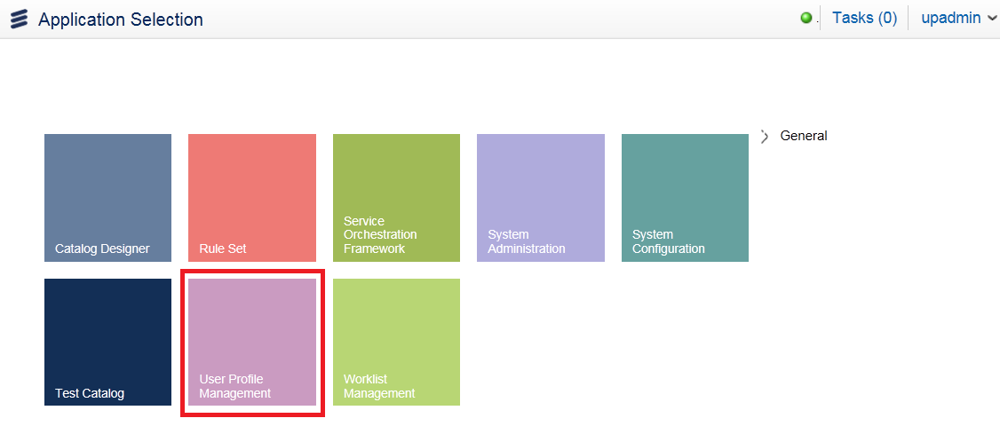 Application Selection
Tasks (0)
upadmin
General
Catalog Designer
Rule Set
Service
Orchestration
Framework
System
Administration
System
Configuration
Test Catalog
User Profile
Management
Worklist
Management